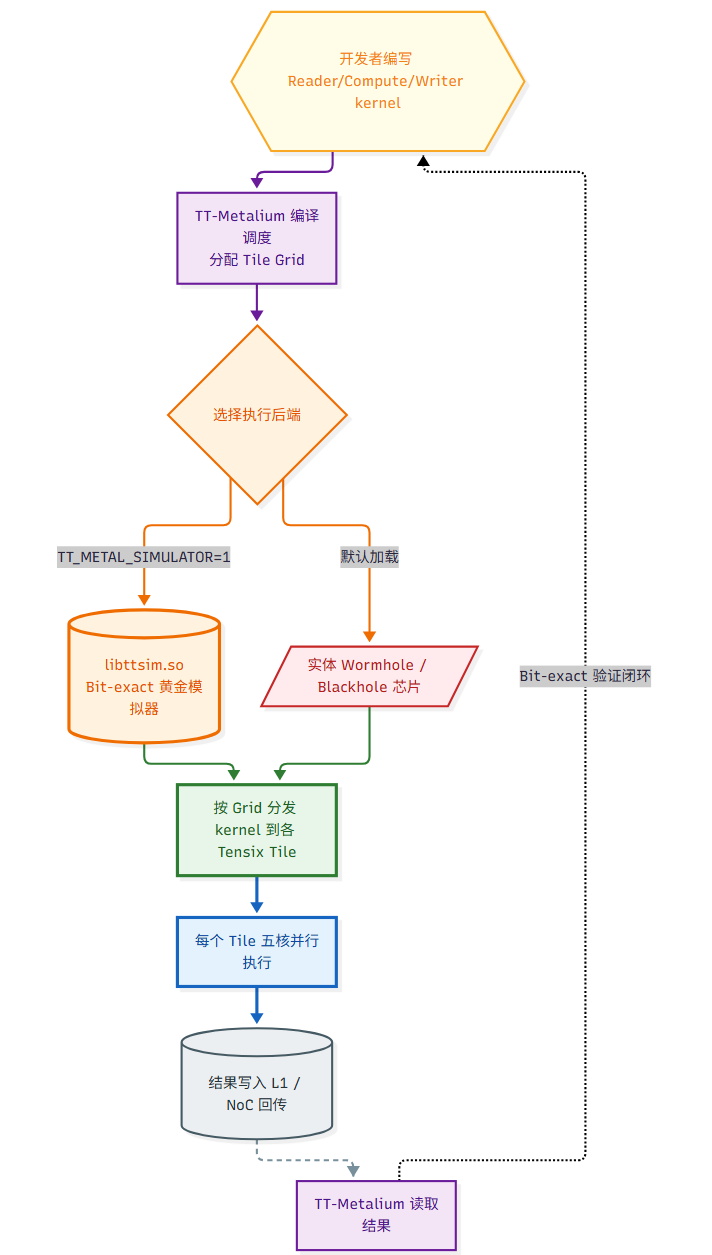 开发者编写
Reader/Compute/Writer
kernel
TT-Metalium 编译
调度
分配 Tile Grid
选择执行后端
TT_METAL_SIMULATOR=1
默认加载
libttsim.so
Bit-exact 黄金模
拟器
实体 Wormhole /
Blackhole 芯片
Bit-exact 验证闭环
按 Grid 分发
kernel 到各
Tensix Tile
每个 Tile 五核并行
执行
结果写入 L1 /
NoC 回传
TT-Metalium 读取
结果